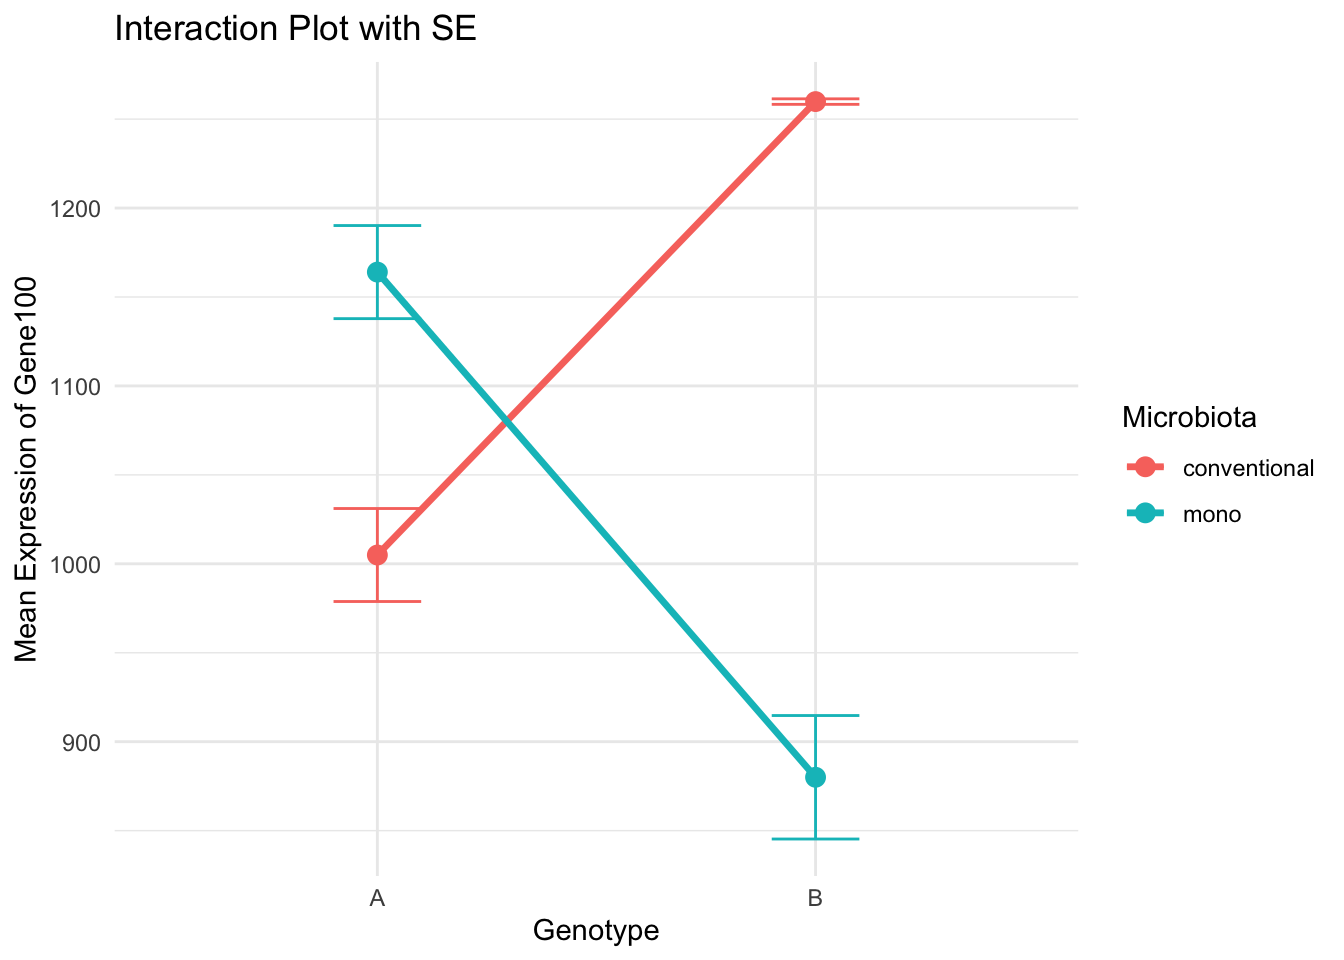 Interaction Plot with SE
Mean Expression of Gene100
1200
1100
1000
900
A
B
Genotype
Microbiota
conventional
mono